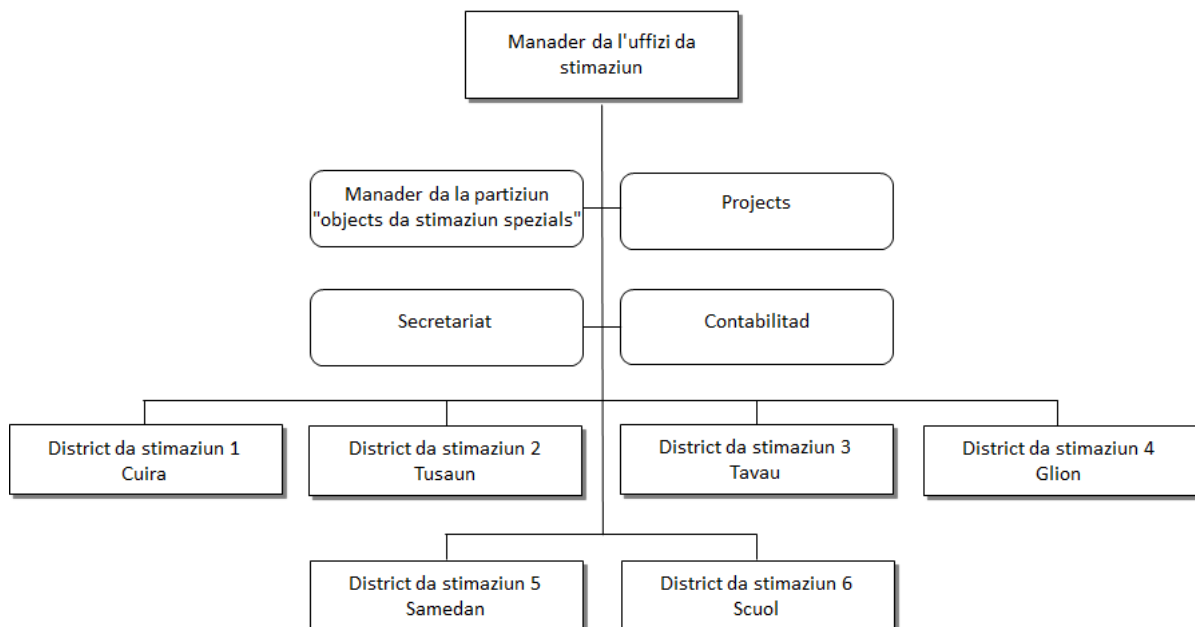 Manader da l'uffizi da
stimaziun
Manader da la partiziun
"objects da stimaziun spezials"
Projects
Secretariat
Contabilitad
District da stimaziun 1
Cuira
District da stimaziun 2
Tusaun
District da stimaziun 3
Tavau
District da stimaziun 4
Glion
District da stimaziun 5
Samedan
District da stimaziun 6
Scuol